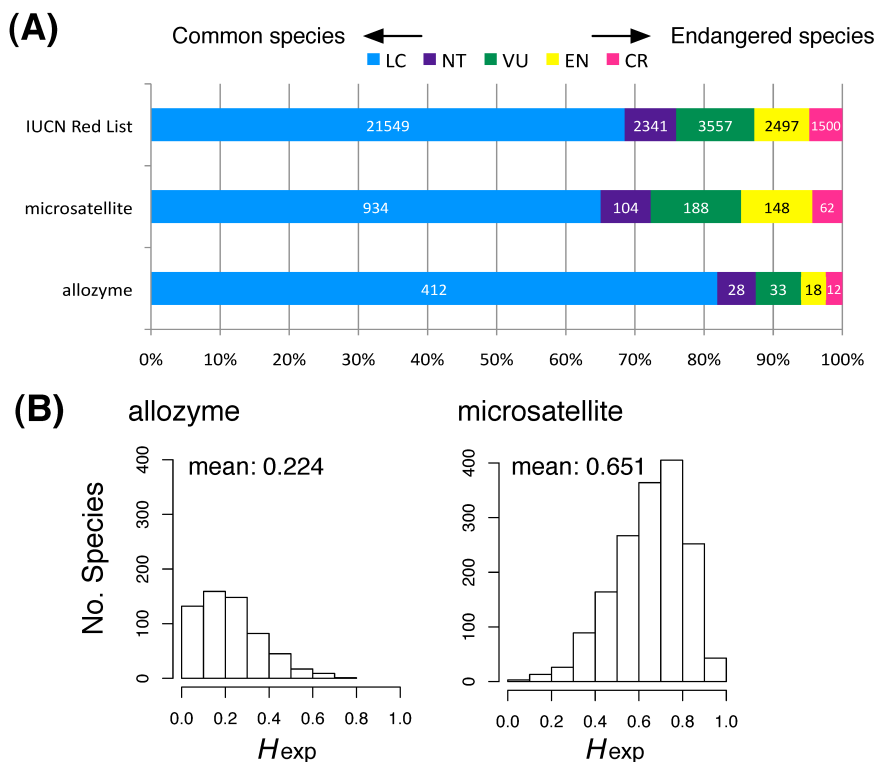 (A)
Common species
Endangered species
LC NT VU EN CR
IUCN Red List 21549 2341 3557 2497 1500
microsatellite 934 104 188 148 62
allozyme 412 28 33 18 12
0% 10% 20% 30% 40% 50% 60% 70% 80% 90% 100%
(B)
allozyme
mean: 0.224
No. Species
400
300
200
100
0
0.0 0.2 0.4 0.6 0.8 1.0
Hexp
microsatellite
mean: 0.651
400
300
200
100
0
0.0 0.2 0.4 0.6 0.8 1.0
Hexp